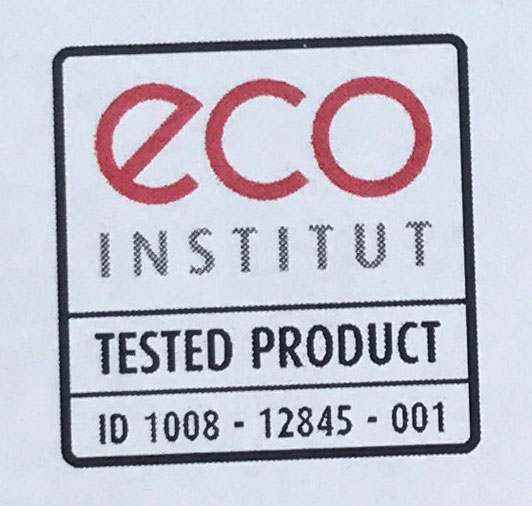 eco
INSTITUT
TESTED PRODUCT
ID 1008 - 12845 - 001